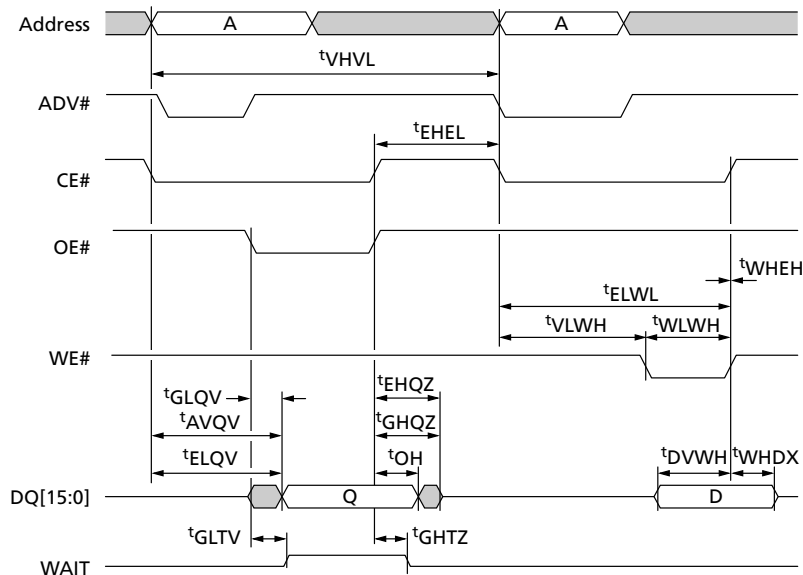 Address
A
A
tVHVL
ADV#
tEHEL
CE#
OE#
tWHEH
tELWL
tVLWH
tWLWH
WE#
tEHQZ
tGLQV
tAVQV
tGHQZ
tELQV
tOH
tDVWH
tWHDX
DQ[15:0]
Q
D
tGLTV
tGHTZ
WAIT